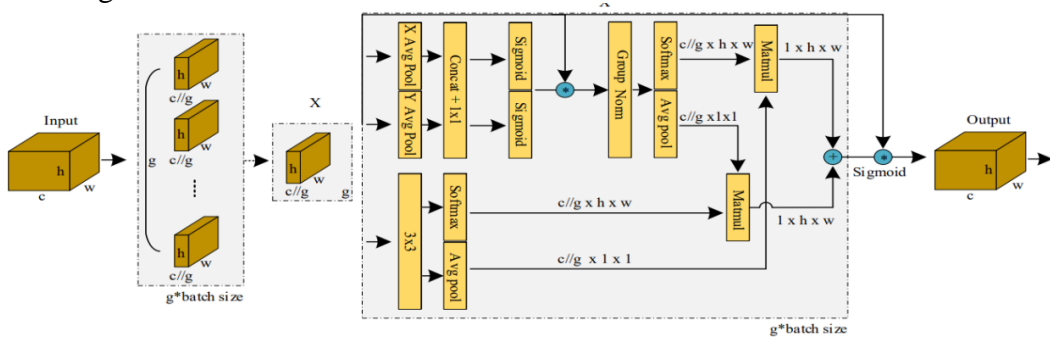 Input
h
c
w
g
h
w
c//g
h
w
c//g
h
w
c//g
g*batch size
X
h
w
c//g
g
X Avg Pool
Y Avg Pool
Concat + 1x1
Sigmoid
Sigmoid
*
Group Norm
Softmax
Avg pool
c//g x h x w
c//g x1x1
Matmul
1 x h x w
3x3
Softmax
Avg pool
c//g x h x w
c//g x 1 x 1
Matmul
1 x h x w
+
Sigmoid
*
g*batch size
Output
h
w
c